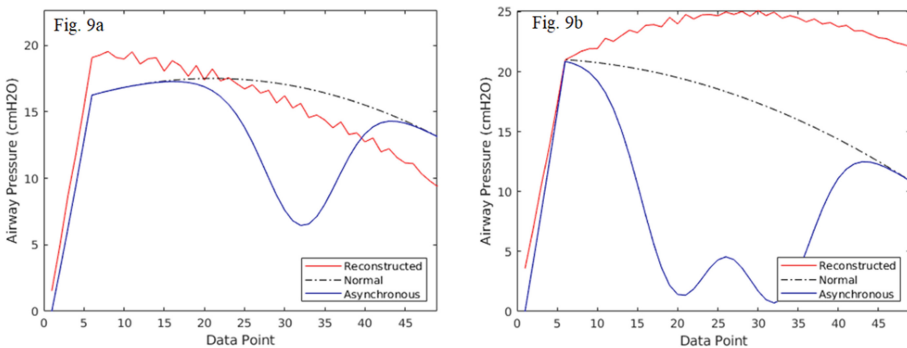 Fig. 9a
Airway Pressure (cmH2O)
20
15
10
5
0
0 5 10 15 20 25 30 35 40 45
Data Point
Reconstructed
Normal
Asynchronous
Fig. 9b
Airway Pressure (cmH2O)
25
20
15
10
5
0
0 5 10 15 20 25 30 35 40 45
Data Point
Reconstructed
Normal
Asynchronous